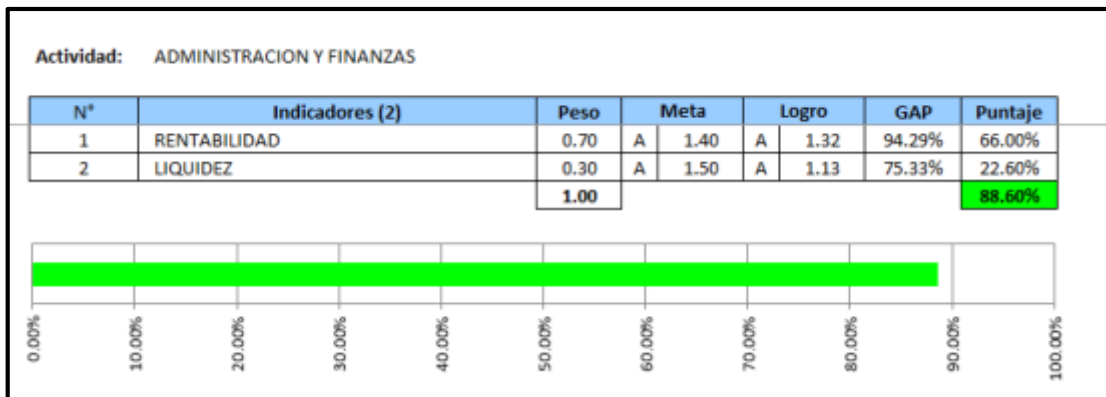 Actividad: ADMINISTRACION Y FINANZAS
N° Indicadores (2) Peso Meta Logro GAP Puntaje
1 RENTABILIDAD 0.70 A 1.40 A 1.32 94.29% 66.00%
2 LIQUIDEZ 0.30 A 1.50 A 1.13 75.33% 22.60%
1.00 88.60%
0.00% 10.00% 20.00% 30.00% 40.00% 50.00% 60.00% 70.00% 80.00% 90.00% 100.00%